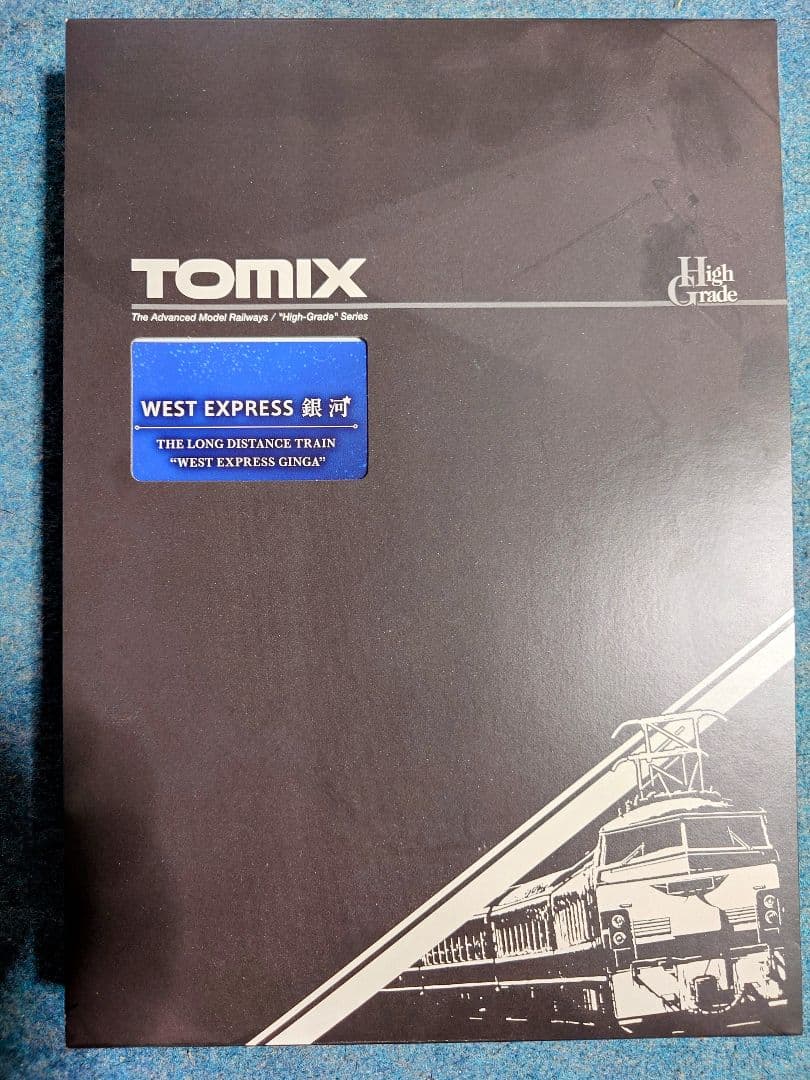 TOMIX
High
Grade
The Advanced Model Railways / "High-Grade" Series
WEST EXPRESS 銀河
THE LONG DISTANCE TRAIN
“WEST EXPRESS GINGA”